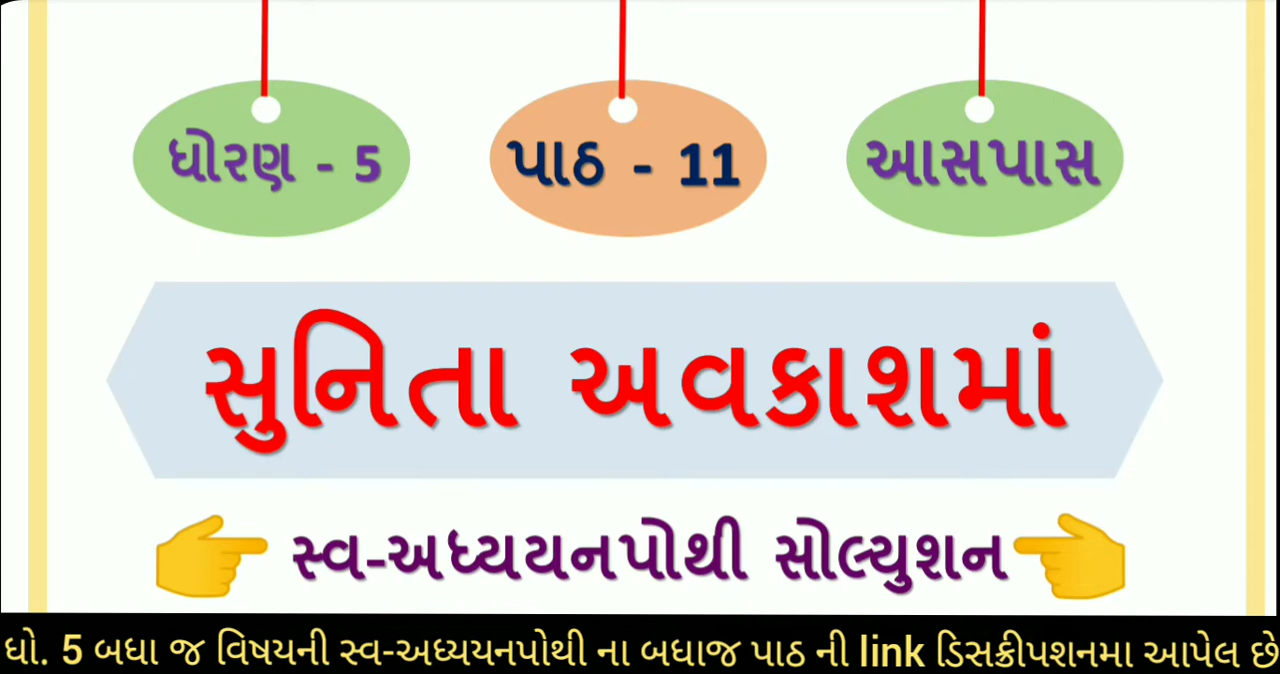 ધોરણ - 5
પાઠ - 11
આસપાસ
સુનિતા અવકાશમાં
સ્વ-અધ્યયનપોથી સોલ્યુશન
ધો. 5 બધા જ વિષયની સ્વ-અધ્યયનપોથી ના બધાજ પાઠ ની link ડિસક્રીપશનમા આપેલ છે